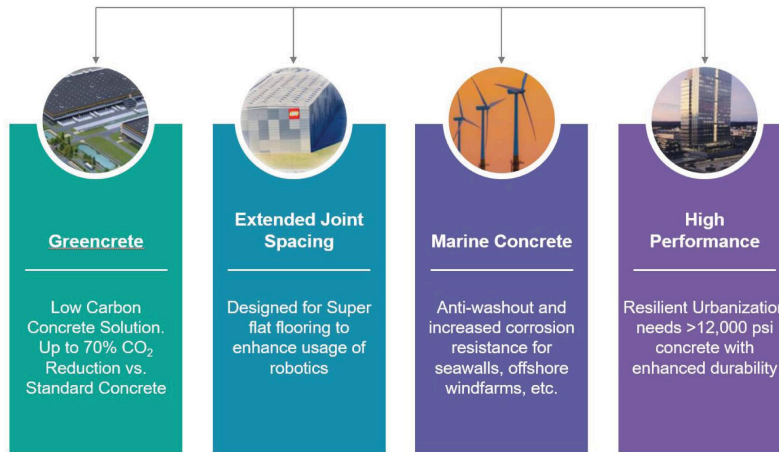 LEGO
Greencrete
Low Carbon
Concrete Solution.
Up to 70% CO₂
Reduction vs.
Standard Concrete
Extended Joint
Spacing
Designed for Super
flat flooring to
enhance usage of
robotics
Marine Concrete
Anti-washout and
increased corrosion
resistance for
seawalls, offshore
windfarms, etc.
High
Performance
Resilient Urbanization
needs >12,000 psi
concrete with
enhanced durability